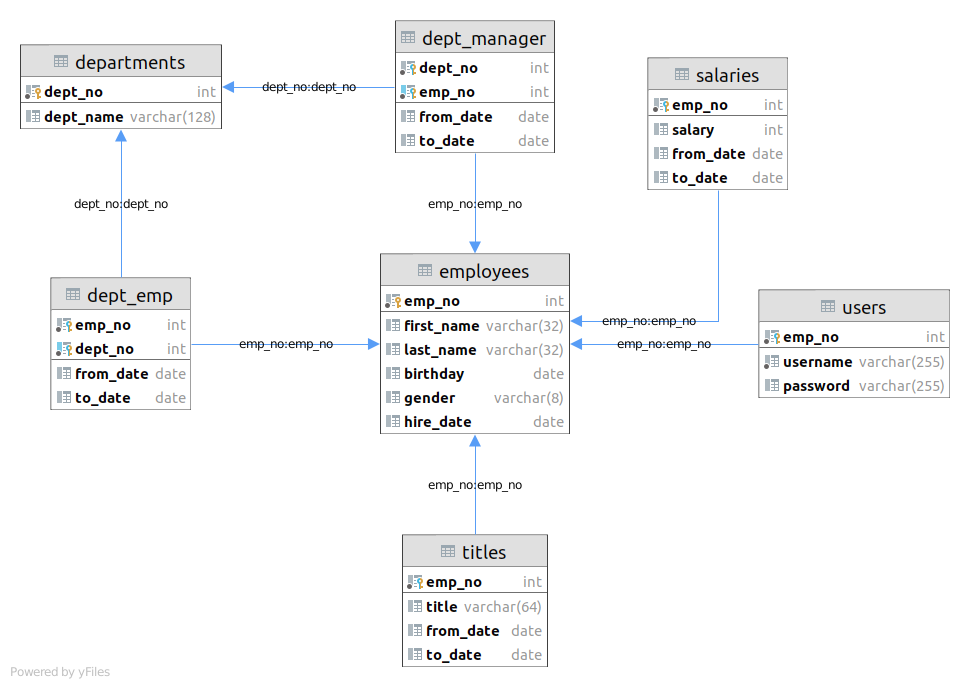 departments
dept_no int
dept_name varchar(128)
dept_manager
dept_no int
emp_no int
from_date date
to_date date
salaries
emp_no int
salary int
from_date date
to_date date
dept_no:dept_no
dept_no:dept_no
emp_no:emp_no
dept_emp
emp_no int
dept_no int
from_date date
to_date date
emp_no:emp_no
employees
emp_no int
first_name varchar(32)
last_name varchar(32)
birthday date
gender varchar(8)
hire_date date
emp_no:emp_no
emp_no:emp_no
users
emp_no int
username varchar(255)
password varchar(255)
emp_no:emp_no
titles
emp_no int
title varchar(64)
from_date date
to_date date
Powered by yFiles